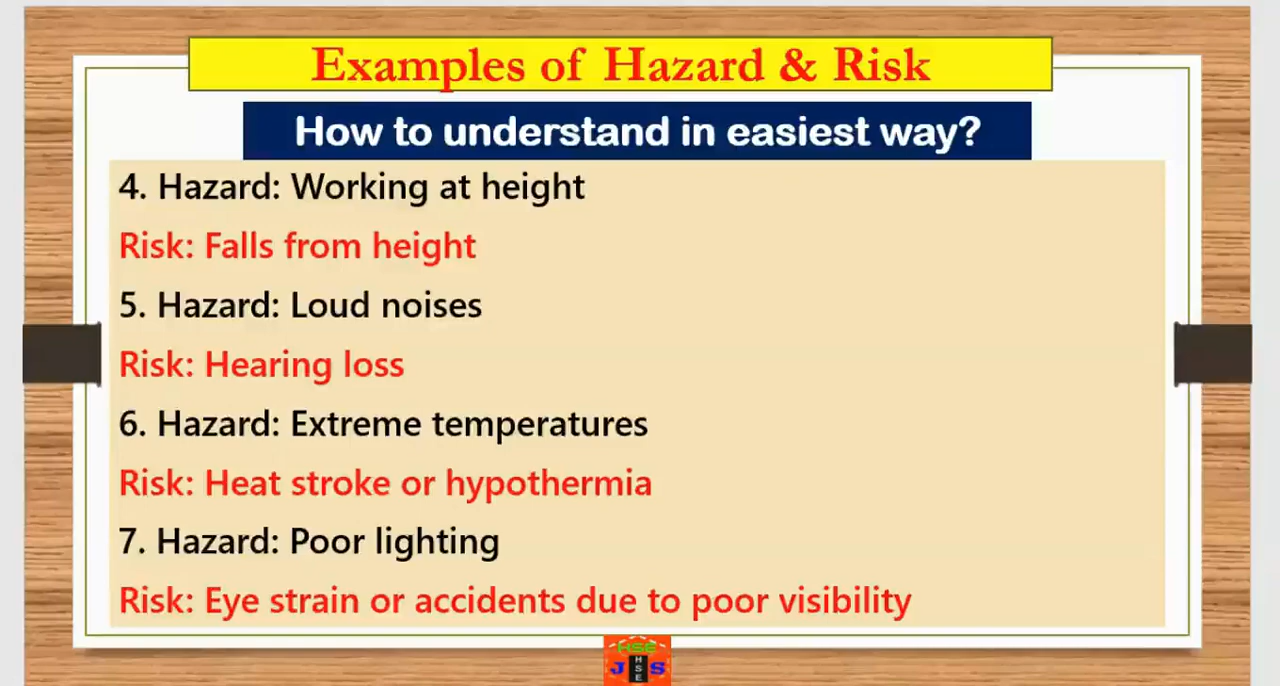 Examples of Hazard & Risk
How to understand in easiest way?
4. Hazard: Working at height
Risk: Falls from height
5. Hazard: Loud noises
Risk: Hearing loss
6. Hazard: Extreme temperatures
Risk: Heat stroke or hypothermia
7. Hazard: Poor lighting
Risk: Eye strain or accidents due to poor visibility
HSE
J HSE S